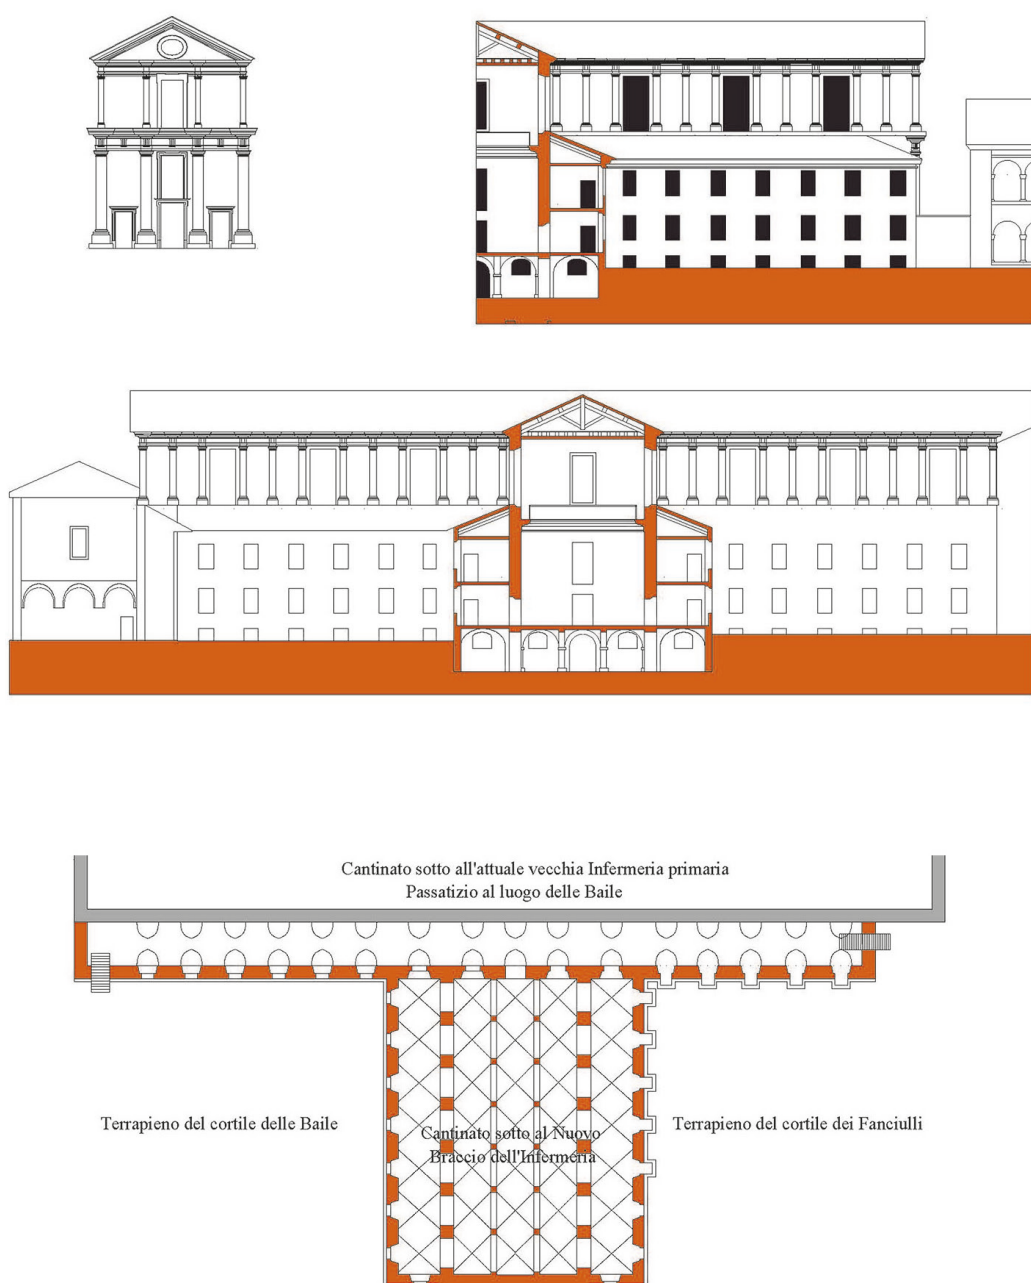 Cantinato sotto all'attuale vecchia Infermeria primaria
Passatizio al luogo delle Baile
Terrapieno del cortile delle Baile
Cantinato sotto al Nuovo
Braccio dell'Infermeria
Terrapieno del cortile dei Fanciulli